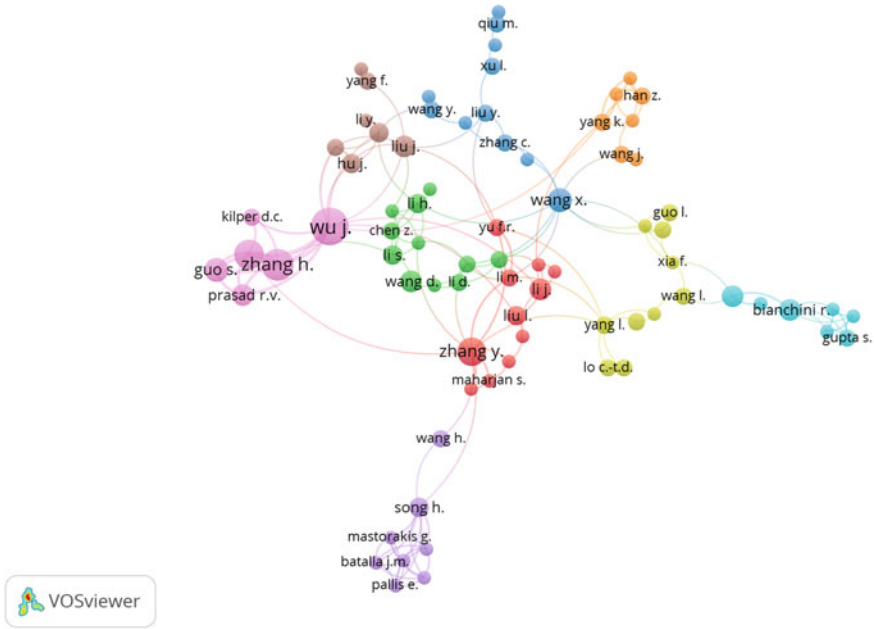 qiu m.
xu l.
yang f.
han z.
wang y.
liu y.
li y.
yang k.
liu j.
zhang c.
hu j.
wang j.
wang x.
li h.
kilper d.c.
guo l.
wu j.
chen z.
yu f.r.
li s.
xia f.
zhang h.
guo s.
wang d.
li d.
li m.
li j.
prasad r.v.
wang l.
bianchini r.
liu l.
yang l.
gupta s.
zhang y.
lo c.-t.d.
maharjan s.
wang h.
song h.
mastorakis g.
batalla j.m.
pallis e.
VOSviewer